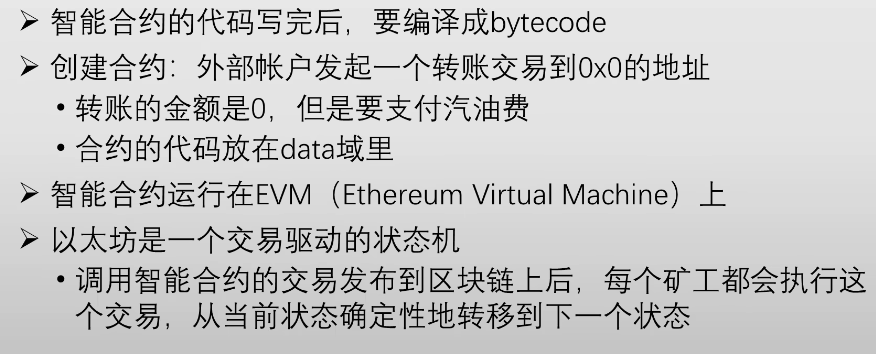 ➢ 智能合约的代码写完后，要编译成bytecode
➢ 创建合约：外部帐户发起一个转账交易到0x0的地址
• 转账的金额是0，但是要支付汽油费
• 合约的代码放在data域里
➢ 智能合约运行在EVM（Ethereum Virtual Machine）上
➢ 以太坊是一个交易驱动的状态机
• 调用智能合约的交易发布到区块链上后，每个矿工都会执行这
个交易，从当前状态确定性地转移到下一个状态